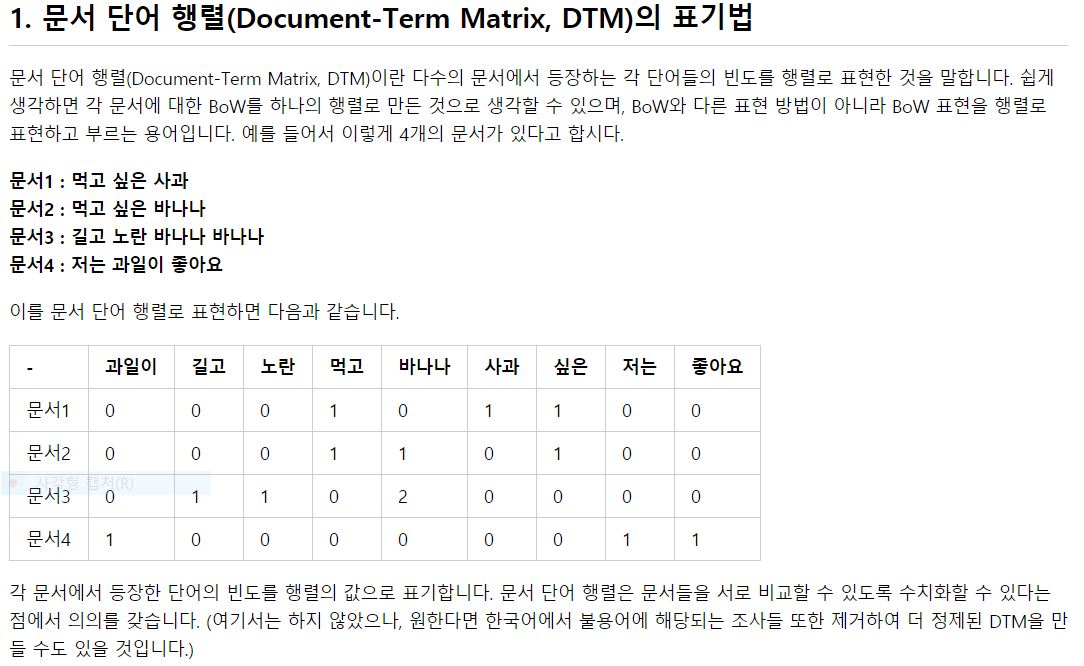 1. 문서 단어 행렬(Document-Term Matrix, DTM)의 표기법
문서 단어 행렬(Document-Term Matrix, DTM)이란 다수의 문서에서 등장하는 각 단어들의 빈도를 행렬로 표현한 것을 말합니다. 쉽게
생각하면 각 문서에 대한 BoW를 하나의 행렬로 만든 것으로 생각할 수 있으며, BoW와 다른 표현 방법이 아니라 BoW 표현을 행렬로
표현하고 부르는 용어입니다. 예를 들어서 이렇게 4개의 문서가 있다고 합시다.
문서1 : 먹고 싶은 사과
문서2 : 먹고 싶은 바나나
문서3 : 길고 노란 바나나 바나나
문서4 : 저는 과일이 좋아요
이를 문서 단어 행렬로 표현하면 다음과 같습니다.
- 과일이 길고 노란 먹고 바나나 사과 싶은 저는 좋아요
문서1 0 0 0 1 0 1 1 0 0
문서2 0 0 0 1 1 0 1 0 0
사각형 캡처(R)
문서3 0 1 1 0 2 0 0 0 0
문서4 1 0 0 0 0 0 0 1 1
각 문서에서 등장한 단어의 빈도를 행렬의 값으로 표기합니다. 문서 단어 행렬은 문서들을 서로 비교할 수 있도록 수치화할 수 있다는
점에서 의의를 갖습니다. (여기서는 하지 않았으나, 원한다면 한국어에서 불용어에 해당되는 조사들 또한 제거하여 더 정제된 DTM을 만
들 수도 있을 것입니다.)